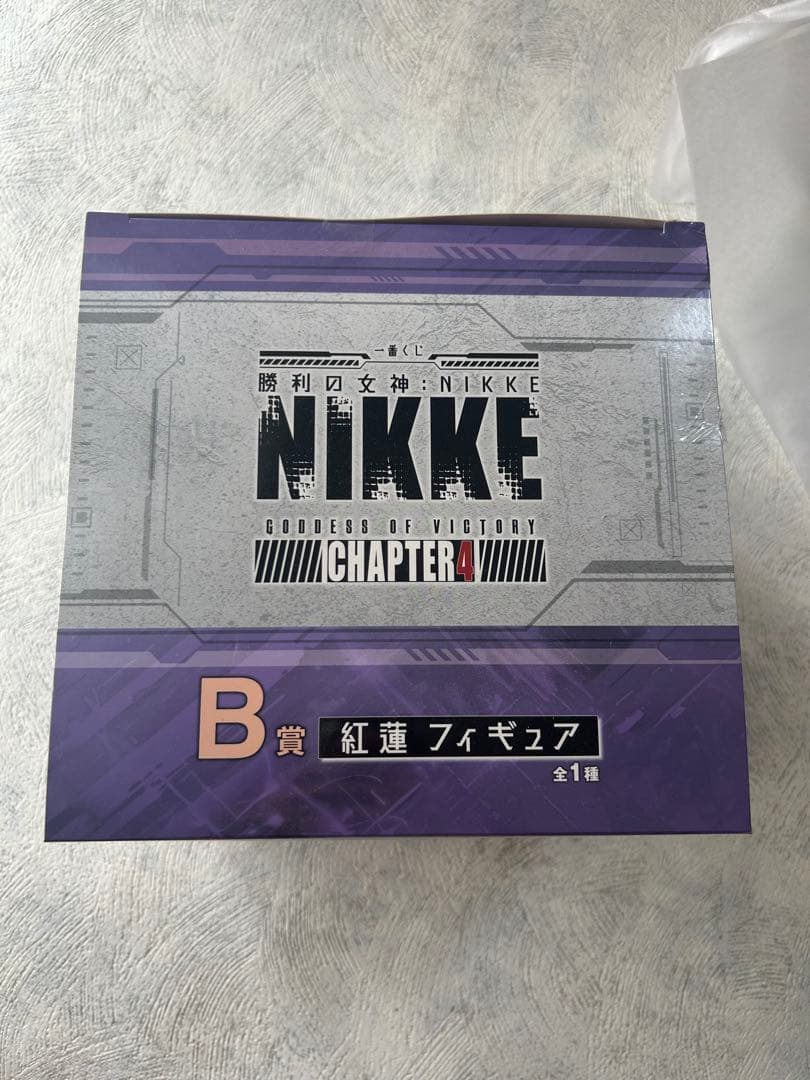 一番くじ
勝利の女神:NIKKE
NIKKE
GODDESS OF VICTORY
CHAPTER4
B賞 紅蓮 フィギュア
全1種